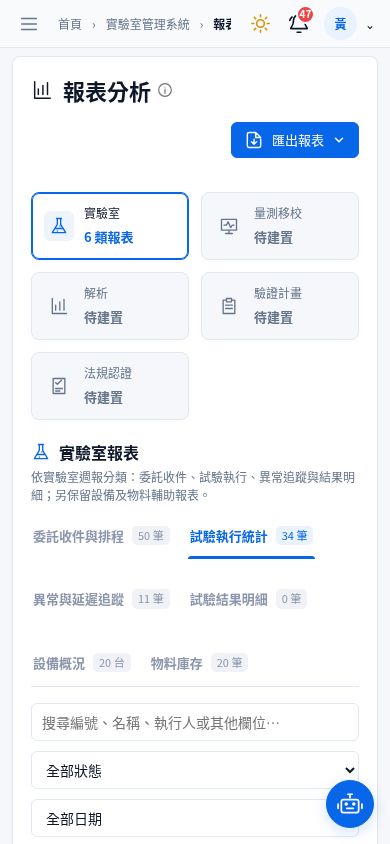 首頁 › 實驗室管理系統 › 報表
47
黃
報表分析
匯出報表
實驗室
6 類報表
量測移校
待建置
解析
待建置
驗證計畫
待建置
法規認證
待建置
實驗室報表
依實驗室週報分類：委託收件、試驗執行、異常追蹤與結果明
細；另保留設備及物料輔助報表。
委託收件與排程 50 筆
試驗執行統計 34 筆
異常與延遲追蹤 11 筆
試驗結果明細 0 筆
設備概況 20 台
物料庫存 20 筆
搜尋編號、名稱、執行人或其他欄位⋯
全部狀態
全部日期